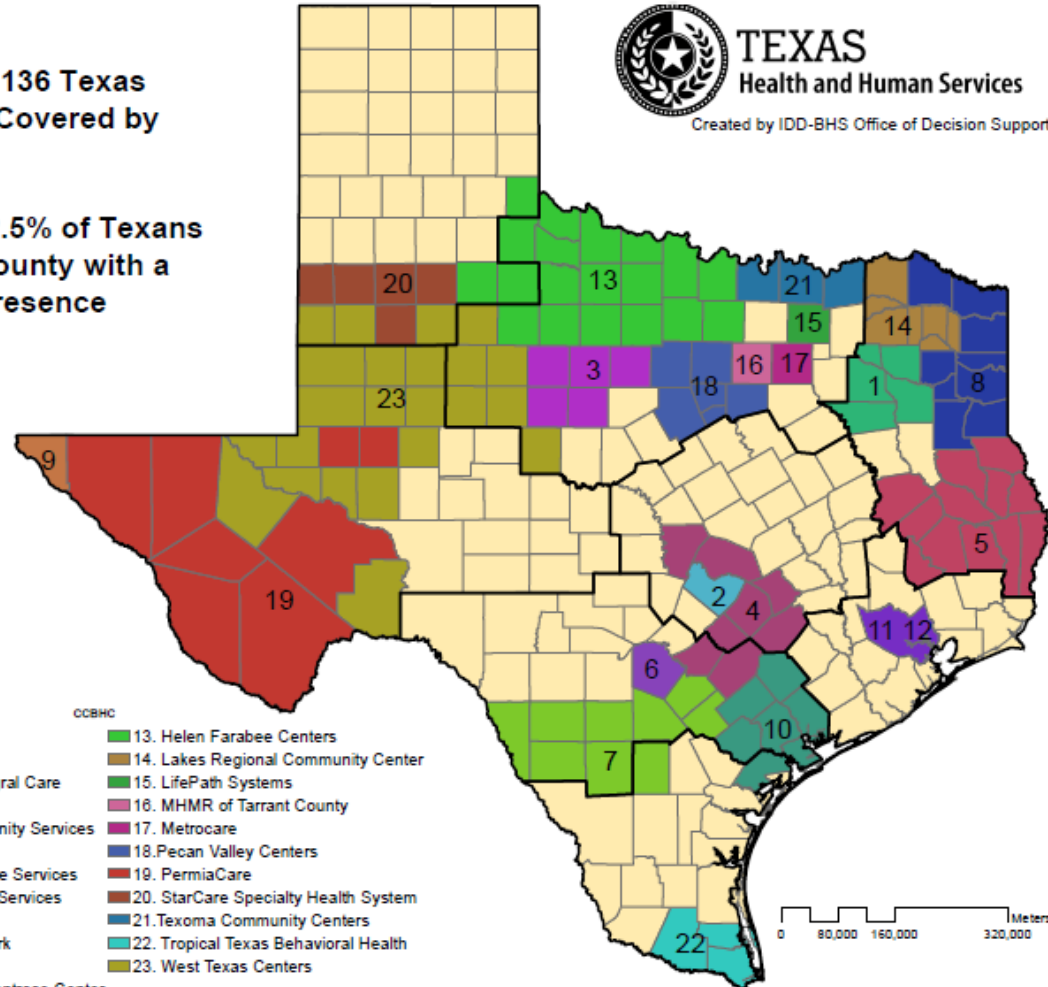 136 Texas
Covered by
.5% of Texans
ounty with a
resence
TEXAS
Health and Human Services
Created by IDD-BHS Office of Decision Support
20
13
21
15
14
3
18
16
17
1
8
23
9
19
2
4
5
11
12
6
10
7
22
CCBHC
13. Helen Farabee Centers
14. Lakes Regional Community Center
ral Care
15. LifePath Systems
16. MHMR of Tarrant County
nity Services
17. Metrocare
18.Pecan Valley Centers
e Services
19. PermiaCare
Services
20. StarCare Specialty Health System
21.Texoma Community Centers
rk
22. Tropical Texas Behavioral Health
23. West Texas Centers
Meters
0 80,000 160,000 320,000